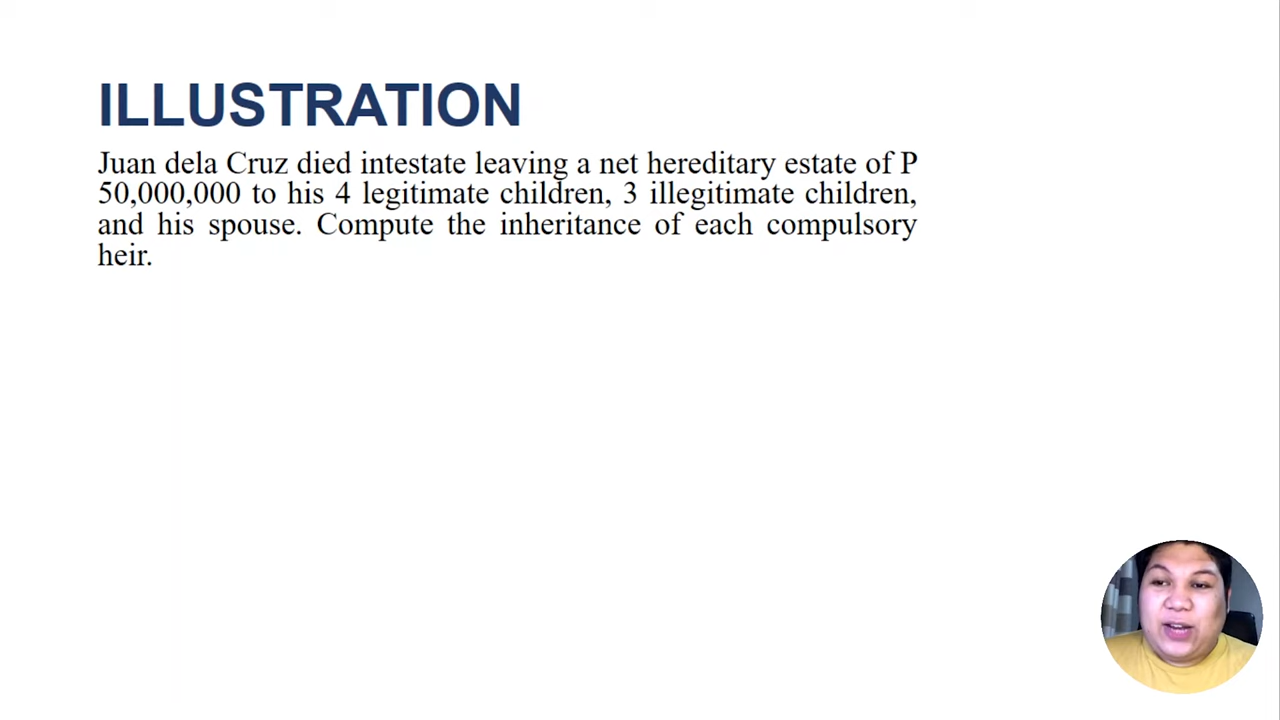 ILLUSTRATION
Juan dela Cruz died intestate leaving a net hereditary estate of P
50,000,000 to his 4 legitimate children, 3 illegitimate children,
and his spouse. Compute the inheritance of each compulsory
heir.